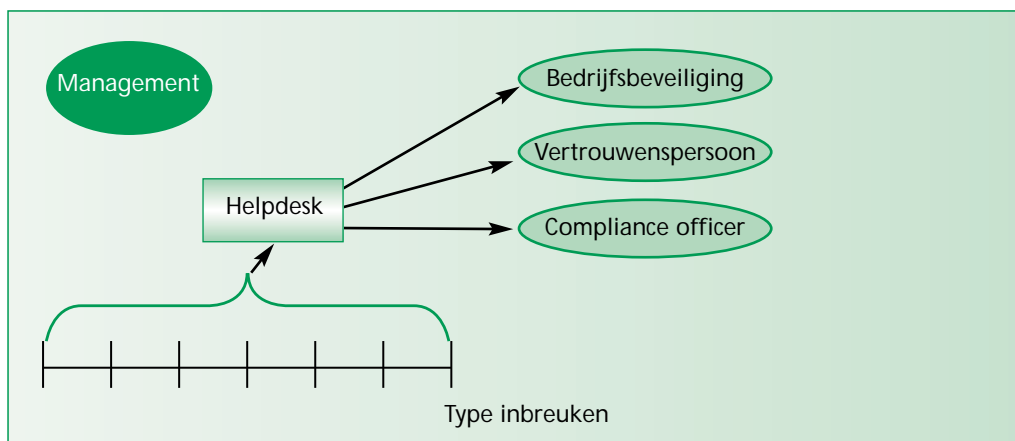 Management
Bedrijfsbeveiliging
Vertrouwenspersoon
Helpdesk
Compliance officer
Type inbreuken